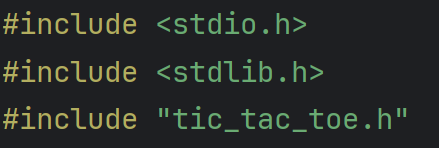 #include <stdio.h>
#include <stdlib.h>
#include "tic_tac_toe.h"